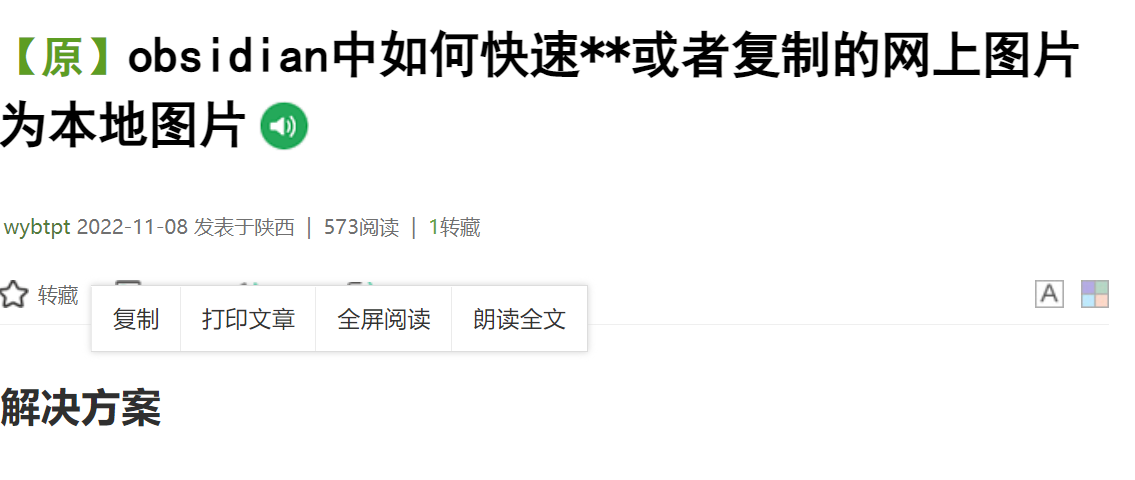 【原】obsidian中如何快速**或者复制的网上图片
为本地图片
wybtpt 2022-11-08 发表于陕西 | 573阅读 | 1转藏
转藏
A
复制 打印文章 全屏阅读 朗读全文
解决方案